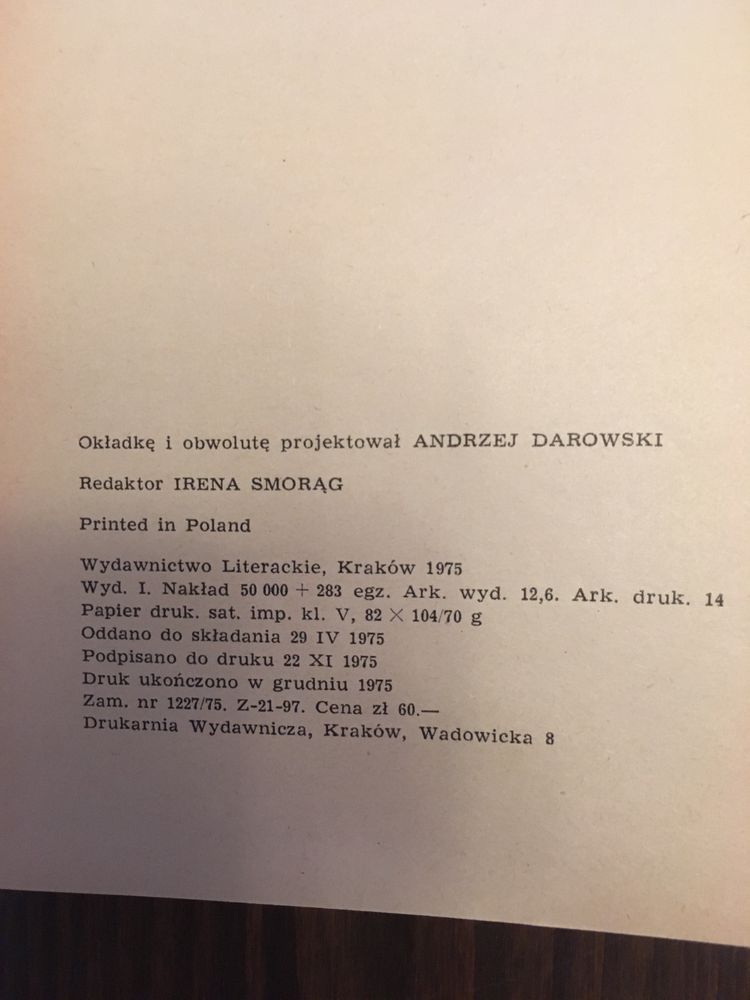 Okładkę i obwolutę projektował ANDRZEJ DAROWSKI
Redaktor IRENA SMORĄG
Printed in Poland
Wydawnictwo Literackie, Kraków 1975
Wyd. I. Nakład 50 000 + 283 egz. Ark. wyd. 12,6. Ark. druk. 14
Papier druk. sat. imp. kl. V, 82 × 104/70 g
Oddano do składania 29 IV 1975
Podpisano do druku 22 XI 1975
Druk ukończono w grudniu 1975
Zam. nr 1227/75. Z-21-97. Cena zł 60.—
Drukarnia Wydawnicza, Kraków, Wadowicka 8